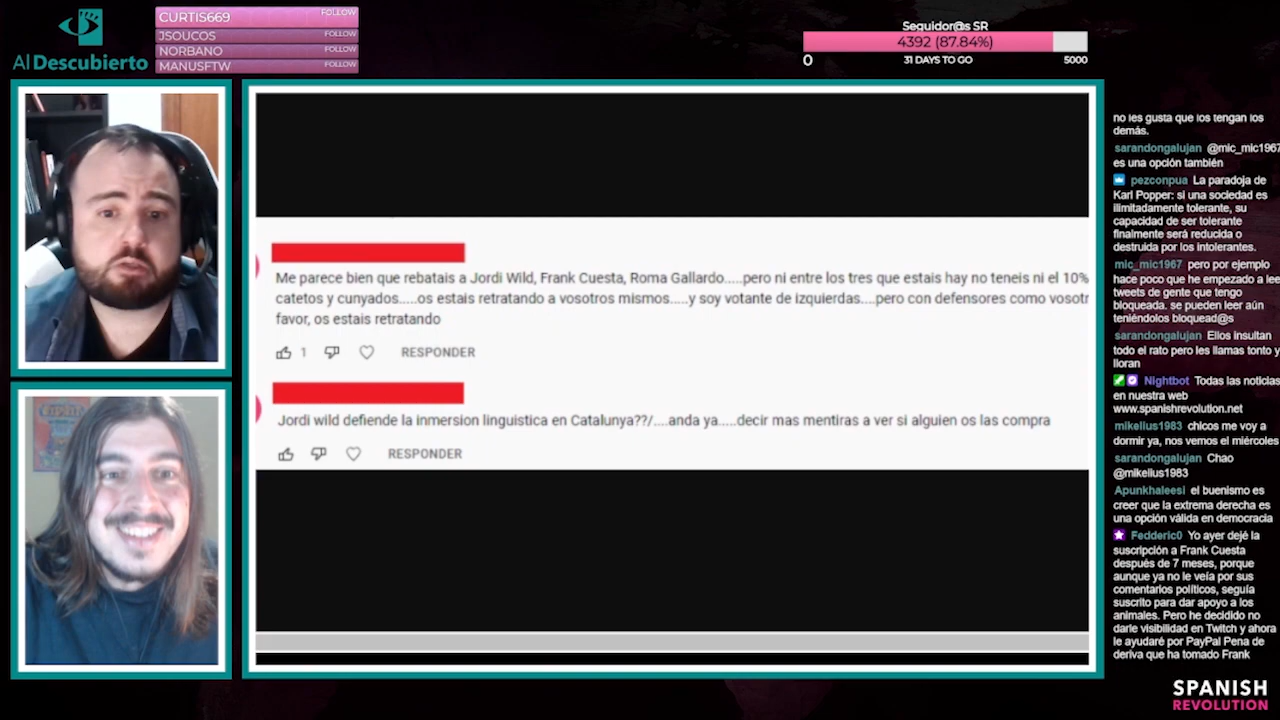 Al Descubierto
CURTIS669 FOLLOW
JSOUCOS FOLLOW
NORBANO FOLLOW
MANUSFTW FOLLOW
Seguidor@s SR
4392 (87.84%)
0 31 DAYS TO GO 5000
Me parece bien que rebatais a Jordi Wild, Frank Cuesta, Roma Gallardo.....pero ni entre los tres que estais hay no teneis ni el 10%
catetos y cunyados.....os estais retratando a vosotros mismos.....y soy votante de izquierdas....pero con defensores como vosotr
favor, os estais retratando
1 RESPONDER
Jordi wild defiende la inmersion linguistica en Catalunya??/....anda ya.....decir mas mentiras a ver si alguien os las compra
RESPONDER
no les gusta que los tengan los
demás.
sarandongalujan @mic_mic1967
es una opción también
pezconpua La paradoja de
Karl Popper: si una sociedad es
ilimitadamente tolerante, su
capacidad de ser tolerante
finalmente será reducida o
destruida por los intolerantes.
mic_mic1967 pero por ejemplo
hace poco que he empezado a lee
tweets de gente que tengo
bloqueada. se pueden leer aún
teniéndolos bloquead@s
sarandongalujan Ellos insultan
todo el rato pero les llamas tonto y
lloran
Nightbot Todas las noticias
en nuestra web
www.spanishrevolution.net
mikelius1983 chicos me voy a
dormir ya, nos vemos el miércoles
sarandongalujan Chao
@mikelius1983
Apunkhaleesi el buenismo es
creer que la extrema derecha es
una opción válida en democracia
Fedderic0 Yo ayer dejé la
suscripción a Frank Cuesta
después de 7 meses, porque
aunque ya no le veía por sus
comentarios políticos, seguía
suscrito para dar apoyo a los
animales. Pero he decidido no
darle visibilidad en Twitch y ahora
le ayudaré por PayPal Pena de
deriva que ha tomado Frank
SPANISH
REVOLUTION